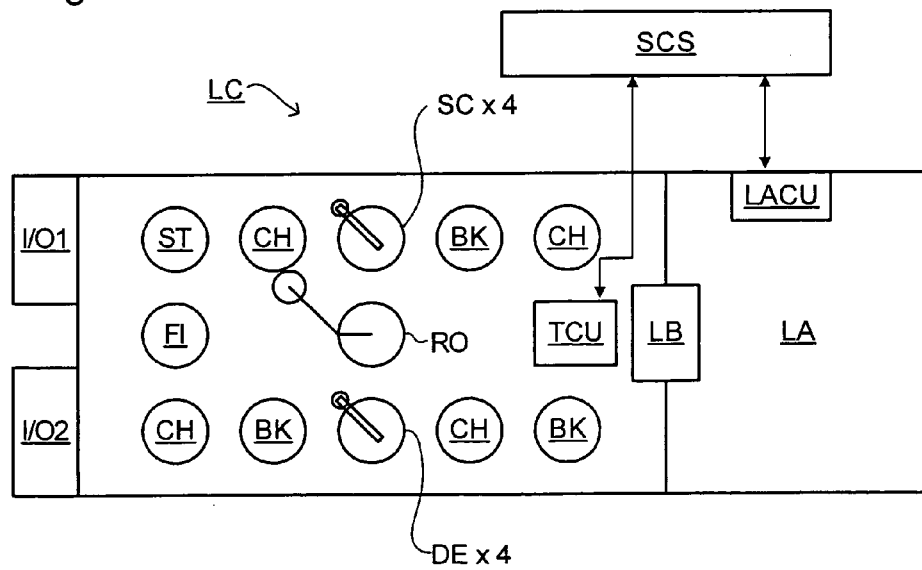 SCS
LC
SC x 4
I/O1
ST
CH
BK
CH
LACU
FI
RO
TCU
LB
LA
I/O2
CH
BK
CH
BK
DE x 4